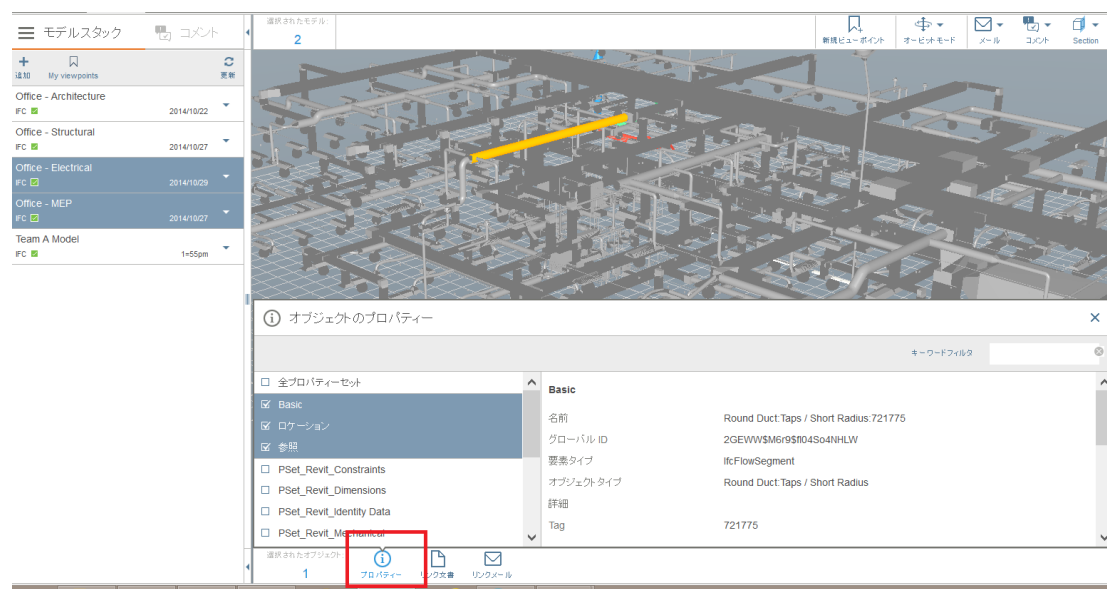 モデルスタック
コメント
追加
My viewpoints
更新
Office - Architecture
IFC
2014/10/22
Office - Structural
IFC
2014/10/27
Office - Electrical
IFC
2014/10/29
Office - MEP
IFC
2014/10/27
Team A Model
IFC
1=55pm
選択されたモデル:
2
新規ビューポイント
オービットモード
メール
コメント
Section
オブジェクトのプロパティー
キーワードフィルタ
全プロパティーセット
Basic
ロケーション
参照
PSet_Revit_Constraints
PSet_Revit_Dimensions
PSet_Revit_Identity Data
PSet_Revit_Mechanical
Basic
名前 Round Duct:Taps / Short Radius:721775
グローバル ID 2GEWW$M6r9$fl04So4NHLW
要素タイプ IfcFlowSegment
オブジェクトタイプ Round Duct:Taps / Short Radius
詳細
Tag 721775
選択されたオブジェクト:
1
プロパティー
リンク文書
リンクメール